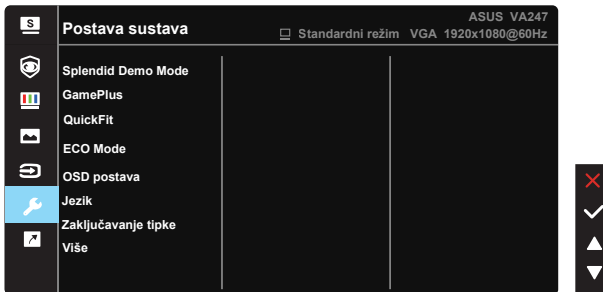 S
Postava sustava
ASUS VA247
Standardni režim VGA 1920x1080@60Hz
Splendid Demo Mode
GamePlus
QuickFit
ECO Mode
OSD postava
Jezik
Zaključavanje tipke
Više